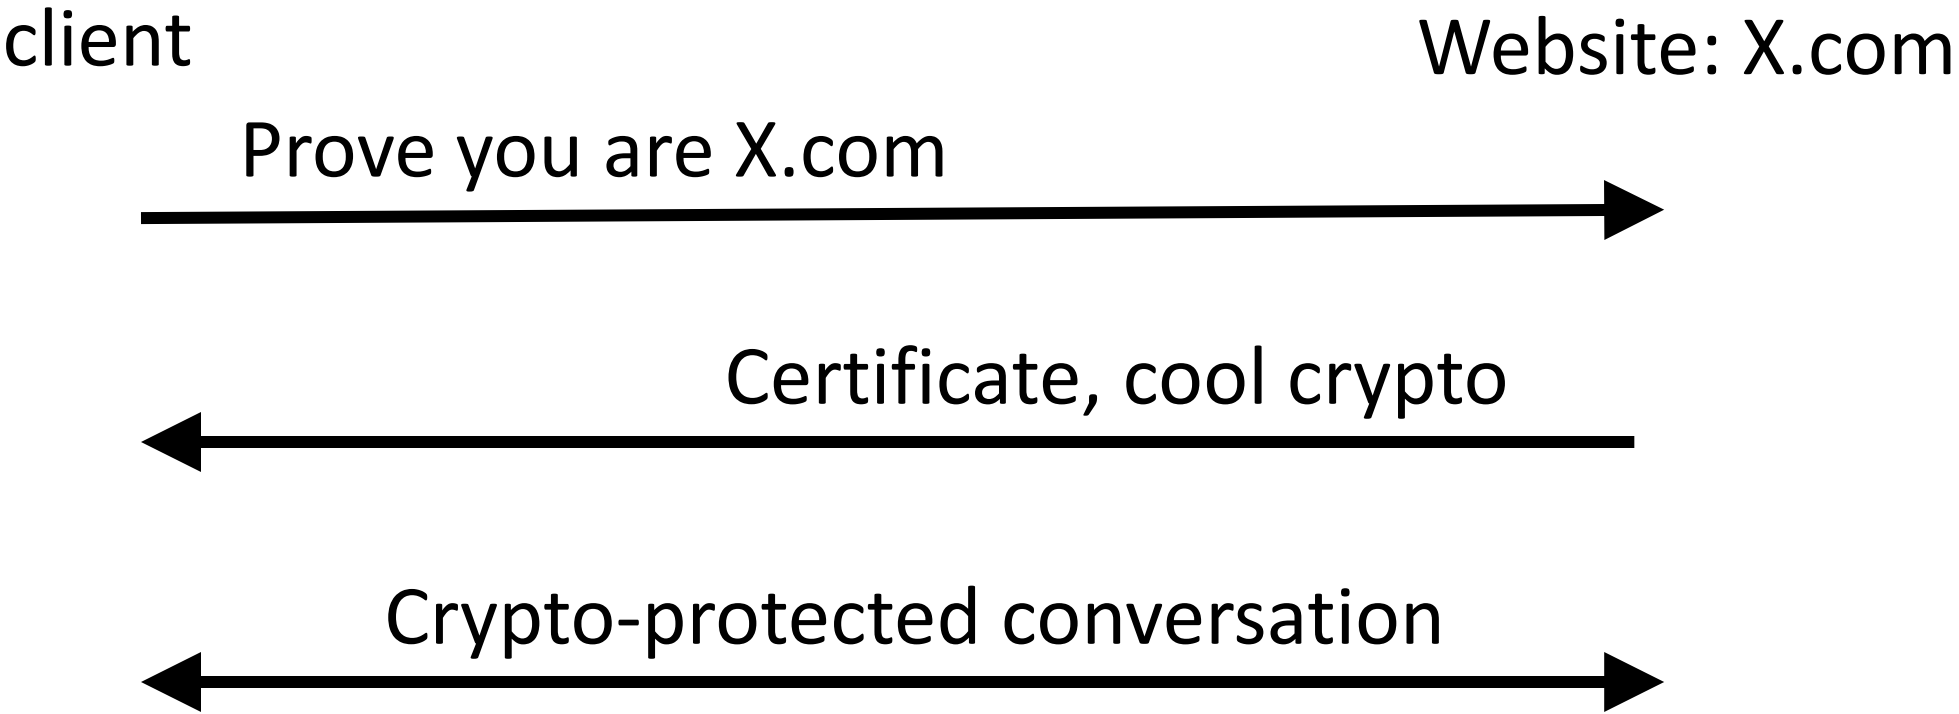 client
Website: X.com
Prove you are X.com
Certificate, cool crypto
Crypto-protected conversation